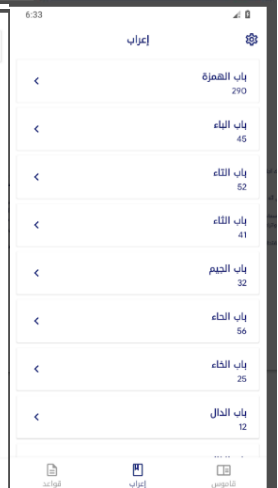 6:33
إعراب
باب الهمزة
290
باب الباء
45
باب التاء
52
باب الثاء
41
باب الجيم
32
باب الحاء
56
باب الخاء
25
باب الدال
12
قاموس
إعراب
قواعد